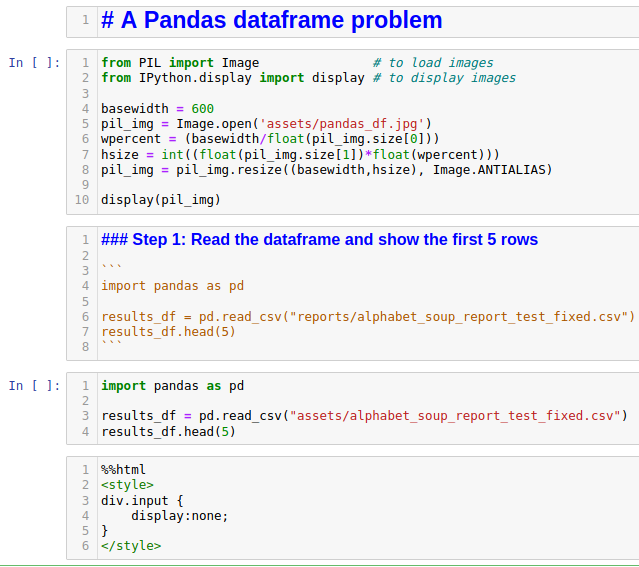 1 # A Pandas dataframe problem
In [ ]: 1 from PIL import Image # to load images
2 from IPython.display import display # to display images
3
4 basewidth = 600
5 pil_img = Image.open('assets/pandas_df.jpg')
6 wpercent = (basewidth/float(pil_img.size[0]))
7 hsize = int((float(pil_img.size[1])*float(wpercent)))
8 pil_img = pil_img.resize((basewidth,hsize), Image.ANTIALIAS)
9
10 display(pil_img)
1 ### Step 1: Read the dataframe and show the first 5 rows
2
3 ```
4 import pandas as pd
5
6 results_df = pd.read_csv("reports/alphabet_soup_report_test_fixed.csv")
7 results_df.head(5)
8 ```
In [ ]: 1 import pandas as pd
2
3 results_df = pd.read_csv("assets/alphabet_soup_report_test_fixed.csv")
4 results_df.head(5)
1 %%html
2 <style>
3 div.input {
4     display:none;
5 }
6 </style>